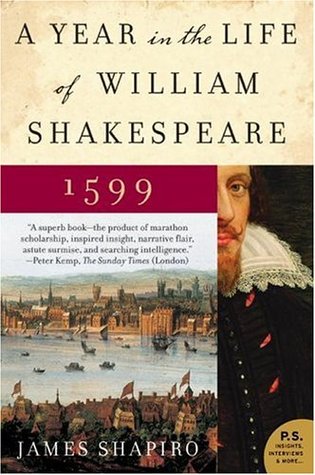 A YEAR in the LIFE
of WILLIAM
SHAKESPEARE
1599
"A superb book—the product of marathon
scholarship, inspired insight, narrative flair,
astute surmise, and searching intelligence."
—Peter Kemp, The Sunday Times (London)
P.S.
INSIGHTS,
INTERVIEWS
& MORE...
JAMES SHAPIRO